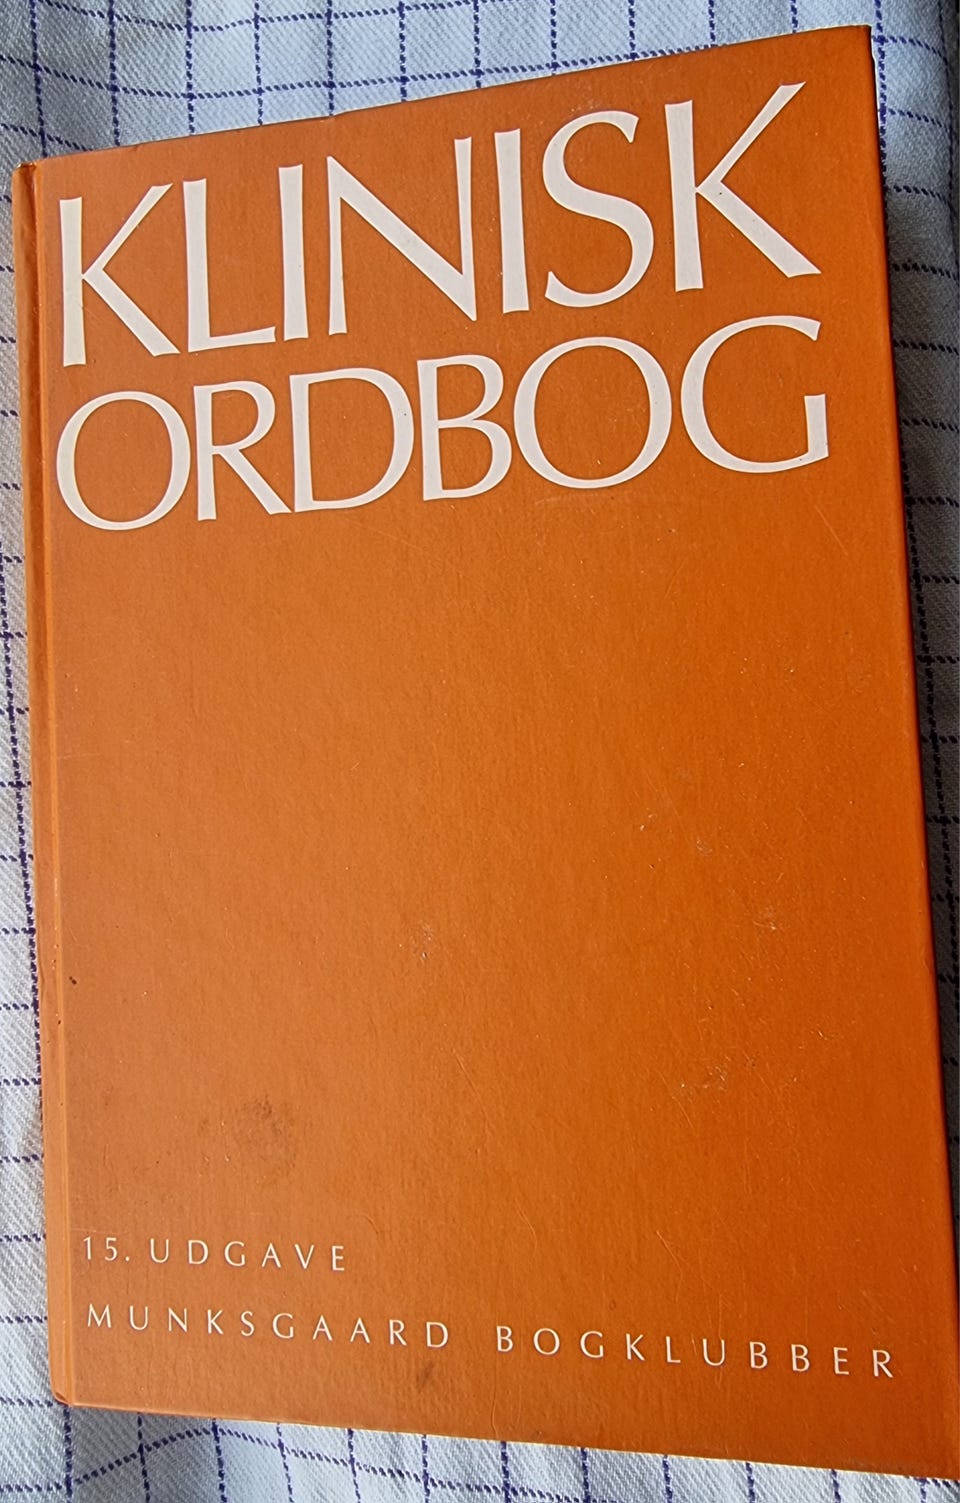 KLINISK
ORDBOG
15. UDGAVE
MUNKSGAARD BOGKLUBBER